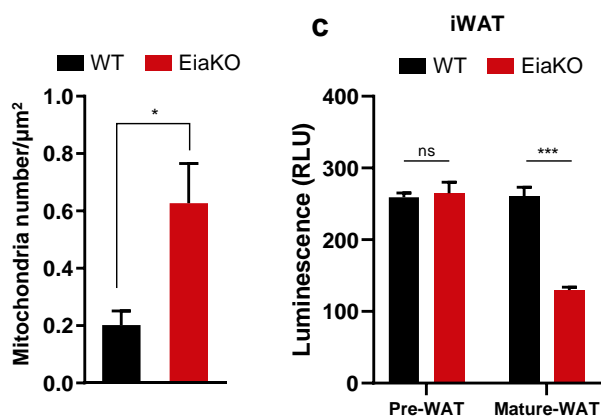 WT EiaKO
Mitochondria number/µm²
1.0
0.8
0.6
0.4
0.2
0.0
*
c
iWAT
WT EiaKO
Luminescence (RLU)
400
300
200
100
0
ns
***
Pre-WAT Mature-WAT